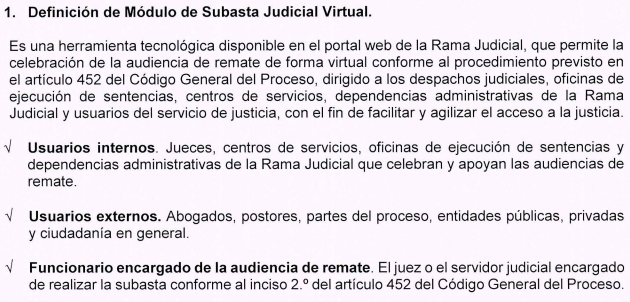 1. Definición de Módulo de Subasta Judicial Virtual.
Es una herramienta tecnológica disponible en el portal web de la Rama Judicial, que permite la
celebración de la audiencia de remate de forma virtual conforme al procedimiento previsto en
el artículo 452 del Código General del Proceso, dirigido a los despachos judiciales, oficinas de
ejecución de sentencias, centros de servicios, dependencias administrativas de la Rama
Judicial y usuarios del servicio de justicia, con el fin de facilitar y agilizar el acceso a la justicia.
√ Usuarios internos. Jueces, centros de servicios, oficinas de ejecución de sentencias y
dependencias administrativas de la Rama Judicial que celebran y apoyan las audiencias de
remate.
√ Usuarios externos. Abogados, postores, partes del proceso, entidades públicas, privadas
y ciudadanía en general.
√ Funcionario encargado de la audiencia de remate. El juez o el servidor judicial encargado
de realizar la subasta conforme al inciso 2.º del artículo 452 del Código General del Proceso.